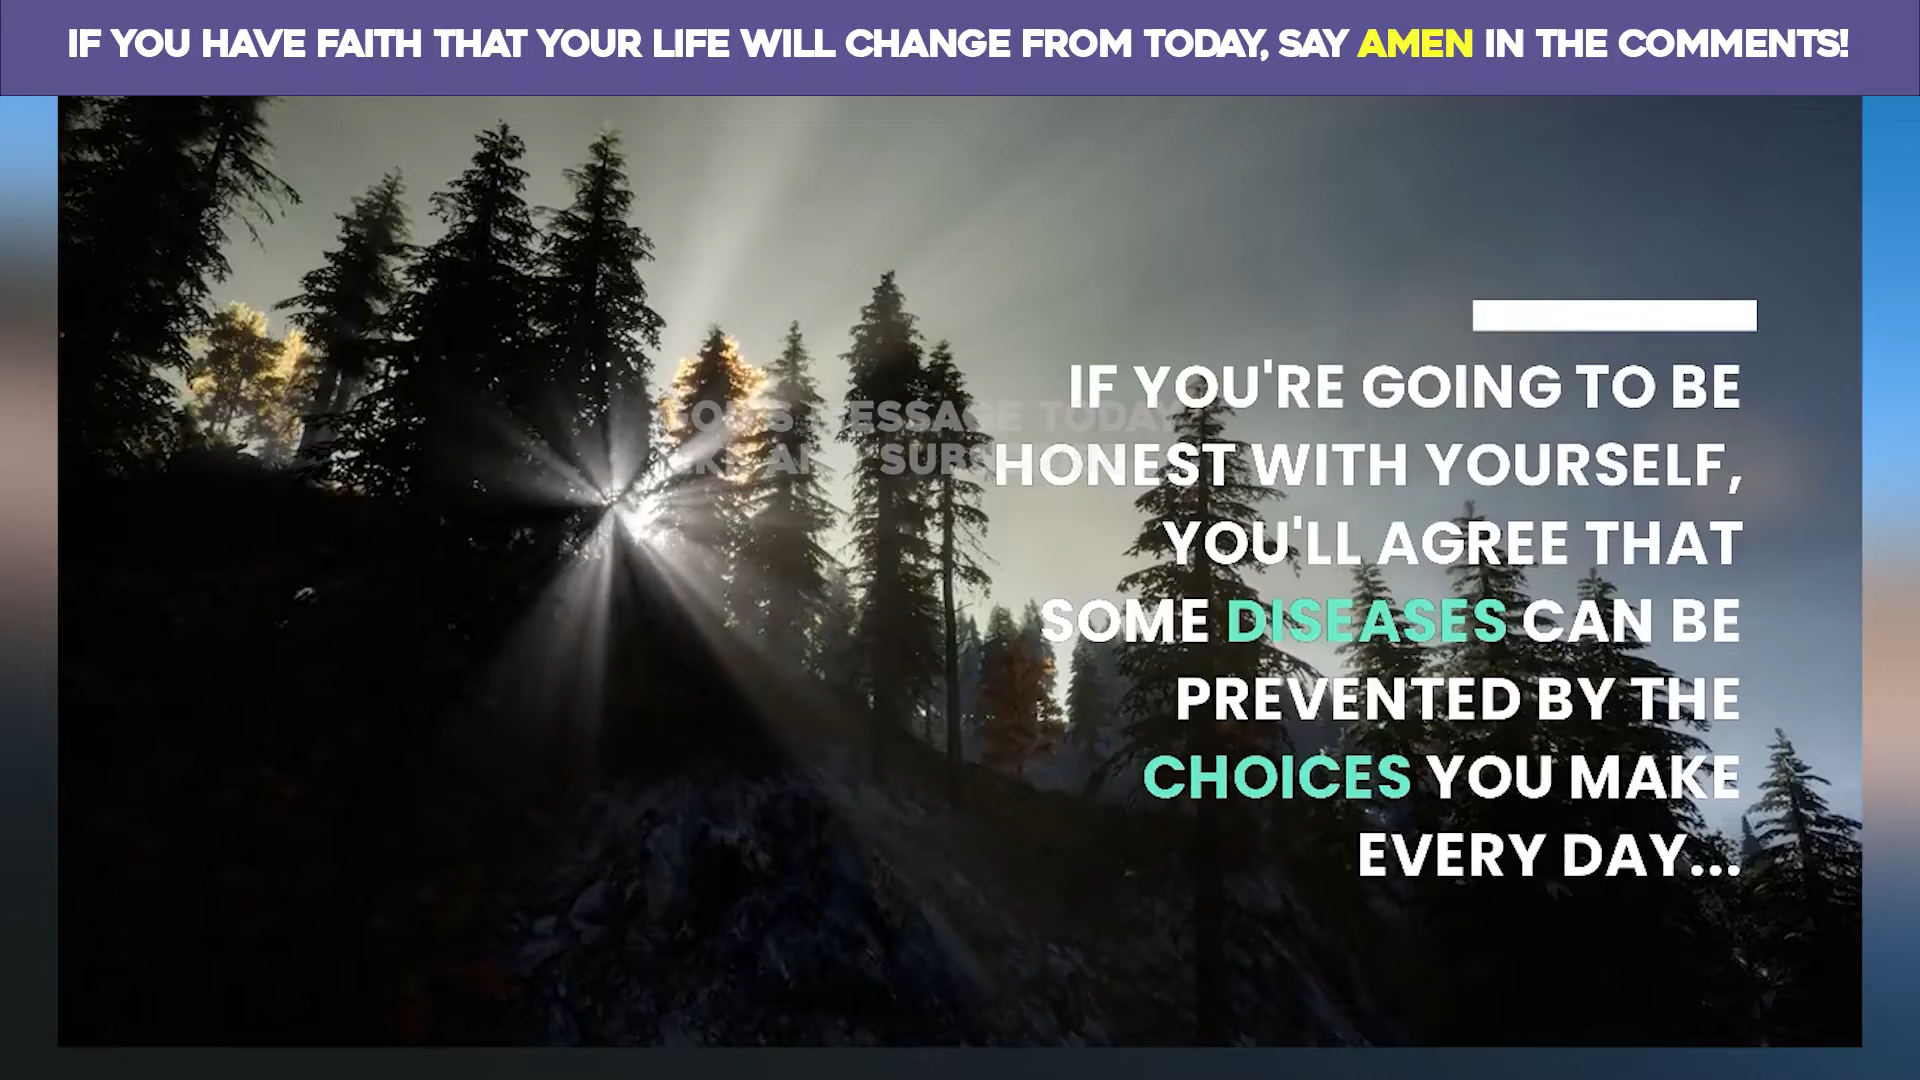 IF YOU HAVE FAITH THAT YOUR LIFE WILL CHANGE FROM TODAY, SAY AMEN IN THE COMMENTS!
MESSAGE TODAY
IF YOU'RE GOING TO BE
HONEST WITH YOURSELF,
YOU'LL AGREE THAT
SOME DISEASES CAN BE
PREVENTED BY THE
CHOICES YOU MAKE
EVERY DAY...